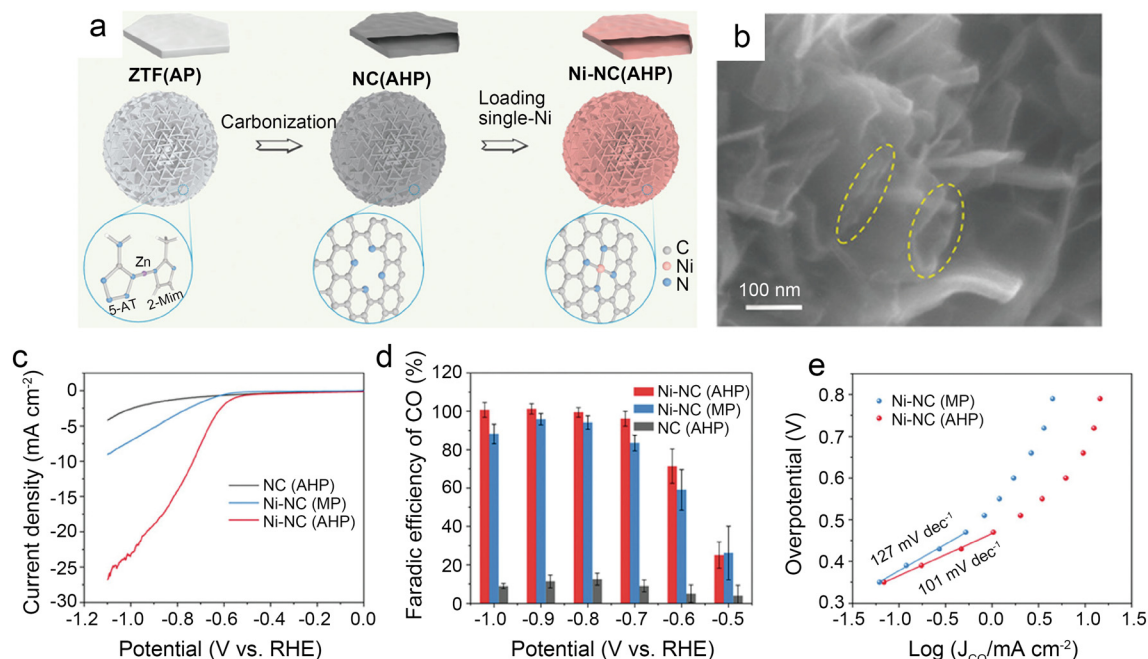 a
ZTF(AP)
NC(AHP)
Ni-NC(AHP)
Carbonization
Loading
single-Ni
Zn
5-AT
2-Mim
C
Ni
N
b
100 nm
c
Current density (mA cm⁻²)
0
-5
-10
-15
-20
-25
-30
NC (AHP)
Ni-NC (MP)
Ni-NC (AHP)
-1.2
-1.0
-0.8
-0.6
-0.4
-0.2
0.0
Potential (V vs. RHE)
d
Faradic efficiency of CO (%)
120
100
80
60
40
20
0
Ni-NC (AHP)
Ni-NC (MP)
NC (AHP)
-1.0
-0.9
-0.8
-0.7
-0.6
-0.5
Potential (V vs. RHE)
e
Overpotential (V)
0.8
0.7
0.5
0.4
0.3
Ni-NC (MP)
Ni-NC (AHP)
127 mV dec⁻¹
101 mV dec⁻¹
-1.5
-1.0
-0.5
0.0
0.5
1.0
1.5
Log (J_CO/mA cm⁻²)